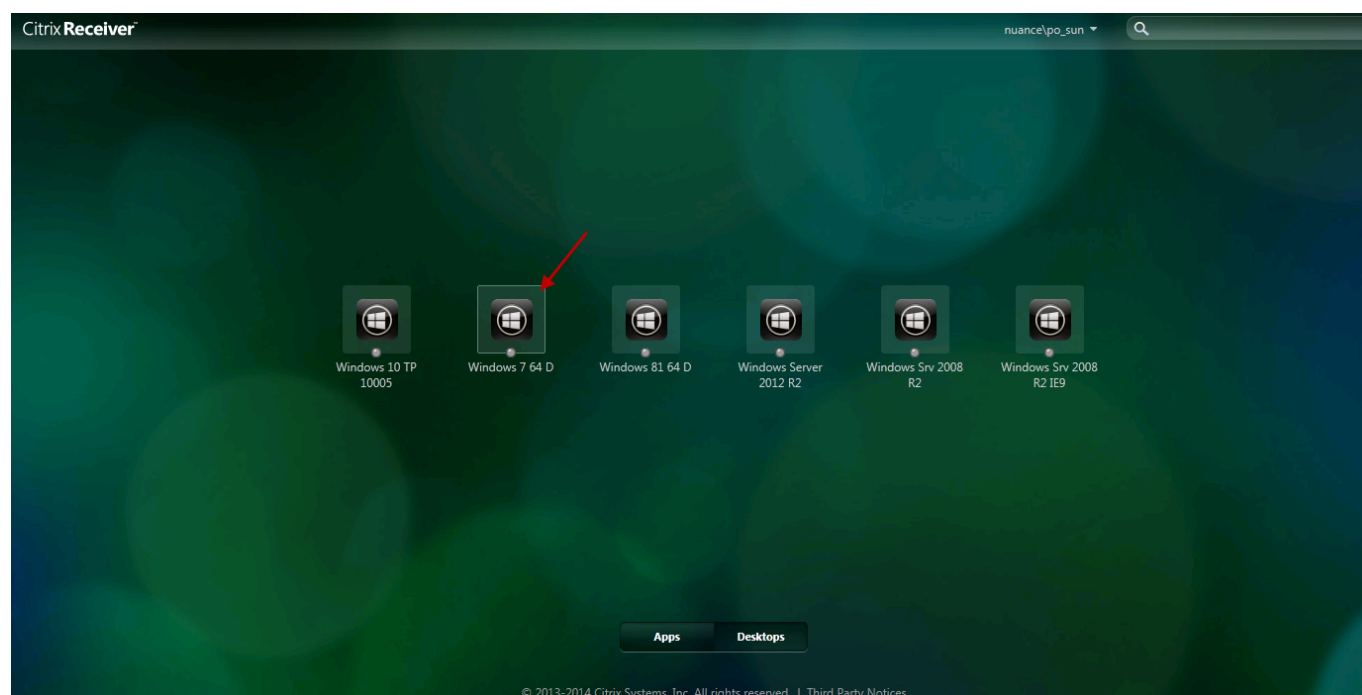 Citrix Receiver™
nuance\po_sun
Windows 10 TP
10005
Windows 7 64 D
Windows 81 64 D
Windows Server
2012 R2
Windows Srv 2008
R2
Windows Srv 2008
R2 IE9
Apps
Desktops
© 2013-2014 Citrix Systems, Inc. All rights reserved. | Third Party Notices